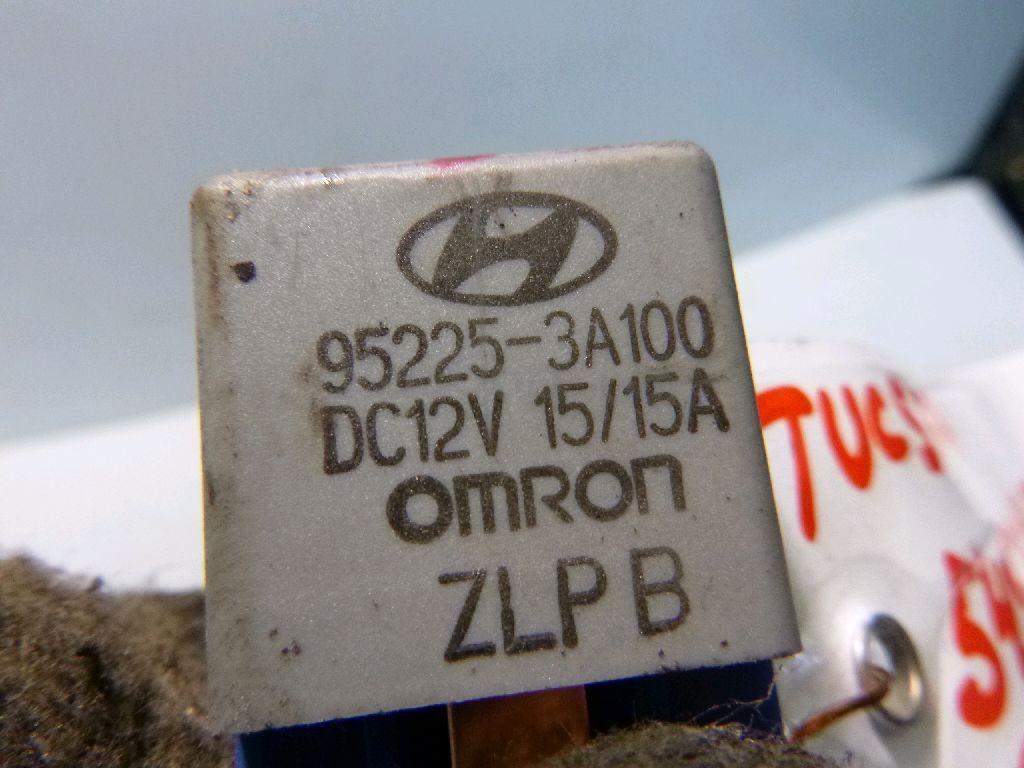 95225-3A100
DC12V 15/15A
OMRON
ZLP B